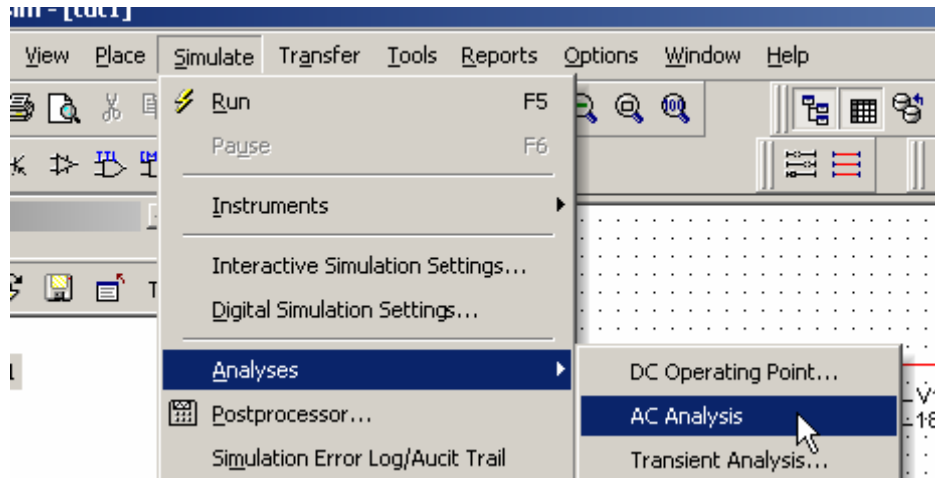 View Place Simulate Transfer Tools Reports Options Window Help
Run F5
Pause F6
Instruments
Interactive Simulation Settings...
Digital Simulation Settings...
Analyses
DC Operating Point...
Postprocessor...
AC Analysis
Simulation Error Log/Aucit Trail
Transient Analysis...